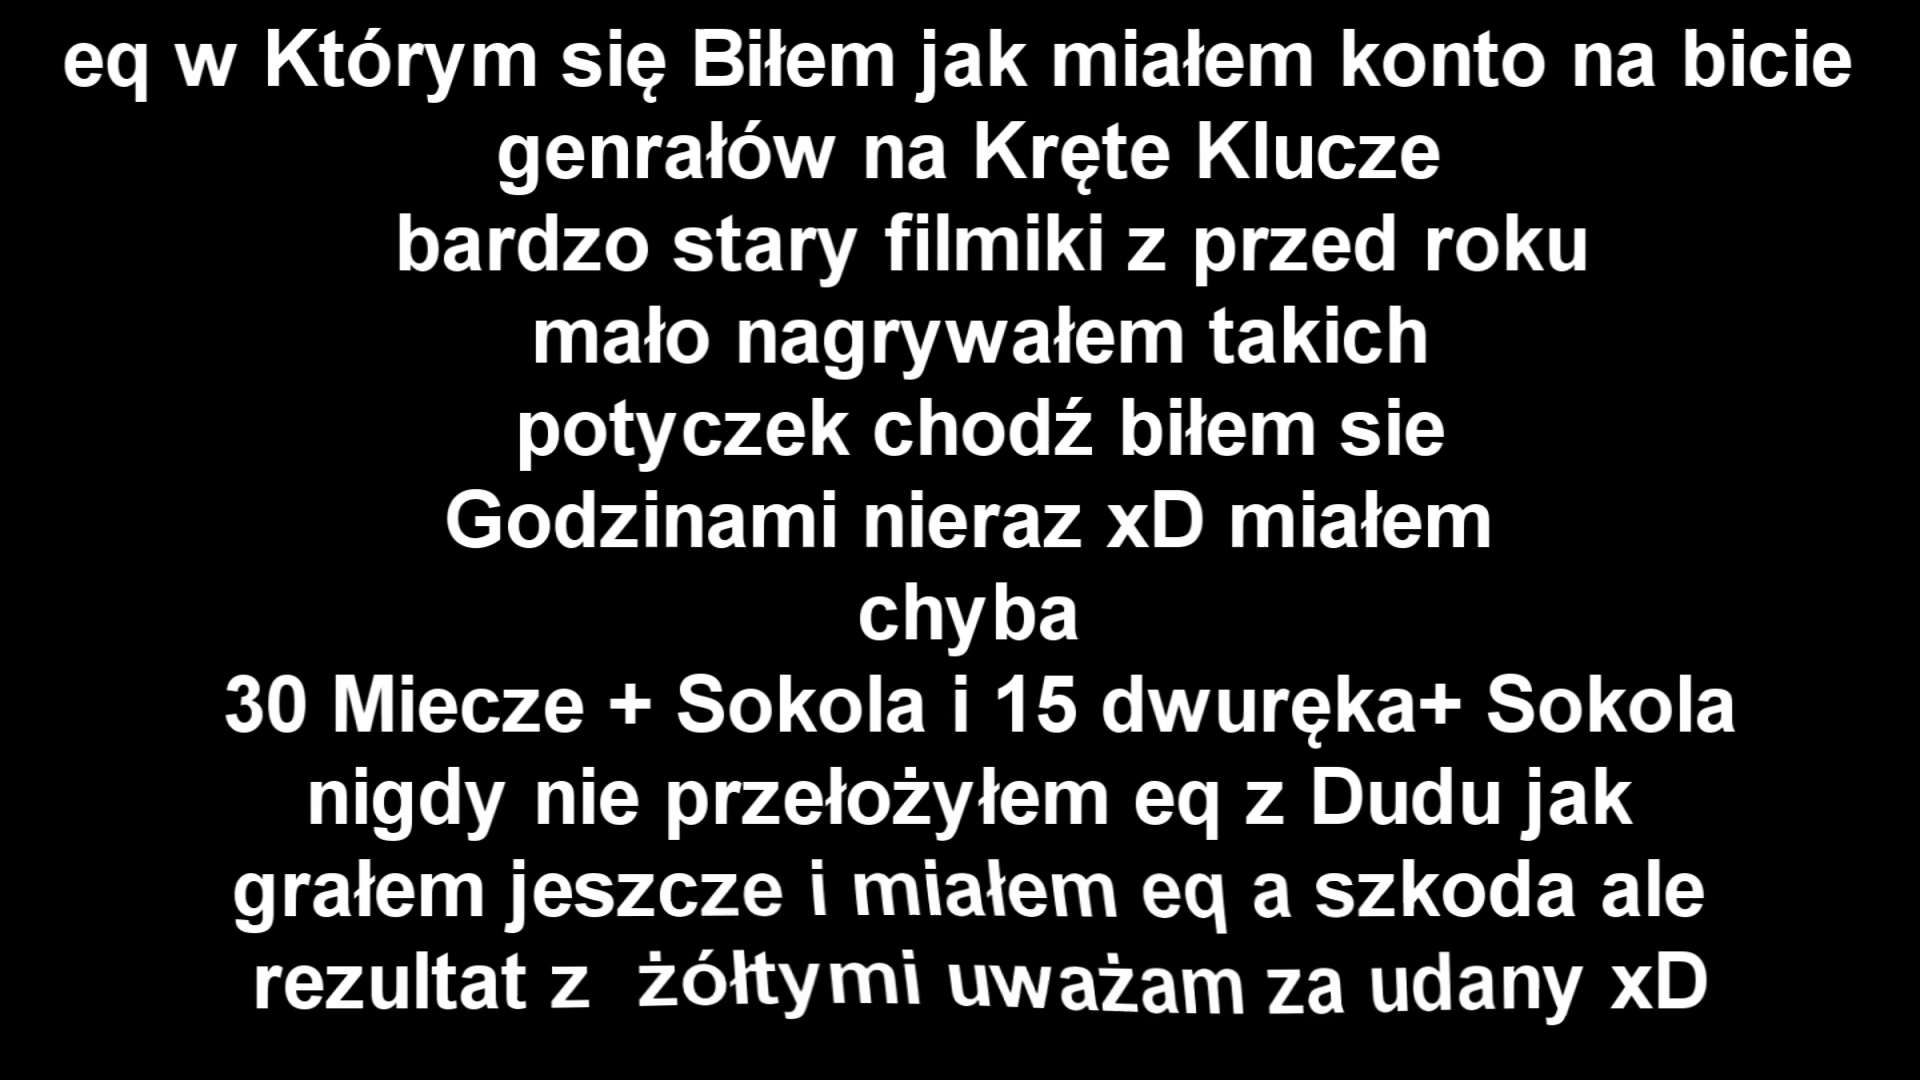 eq w Którym się Biłem jak miałem konto na bicie
genrałów na Kręte Klucze
bardzo stary filmiki z przed roku
mało nagrywałem takich
potyczek chodź biłem sie
Godzinami nieraz xD miałem
chyba
30 Miecze + Sokola i 15 dwuręka+ Sokola
nigdy nie przełożyłem eq z Dudu jak
grałem jeszcze i miałem eq a szkoda ale
rezultat z  żółtymi uważam za udany xD